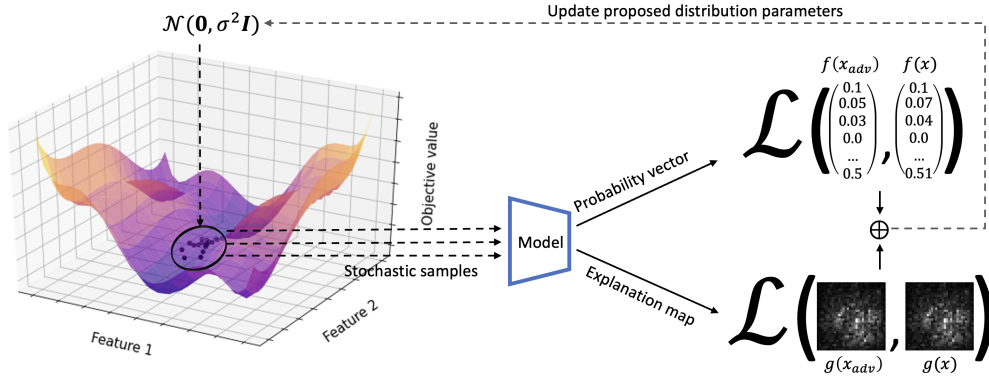 Update proposed distribution parameters
𝒩(𝟎, σ²𝑰)
f(x_adv) f(x)
0.1 0.1
0.05 0.07
0.03 0.04
ℒ ( 0.0 , 0.0 )
... ...
0.5 0.51
Objective value
Probability vector
Model
Stochastic samples
Explanation map
⊕
Feature 1
Feature 2
ℒ ( , )
g(x_adv) g(x)